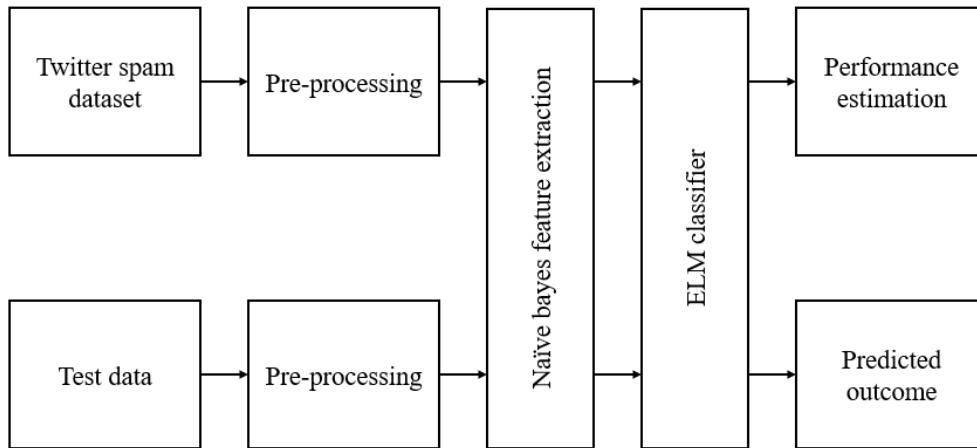 Twitter spam
dataset
Pre-processing
Naïve bayes feature extraction
ELM classifier
Performance
estimation
Test data
Pre-processing
Predicted
outcome